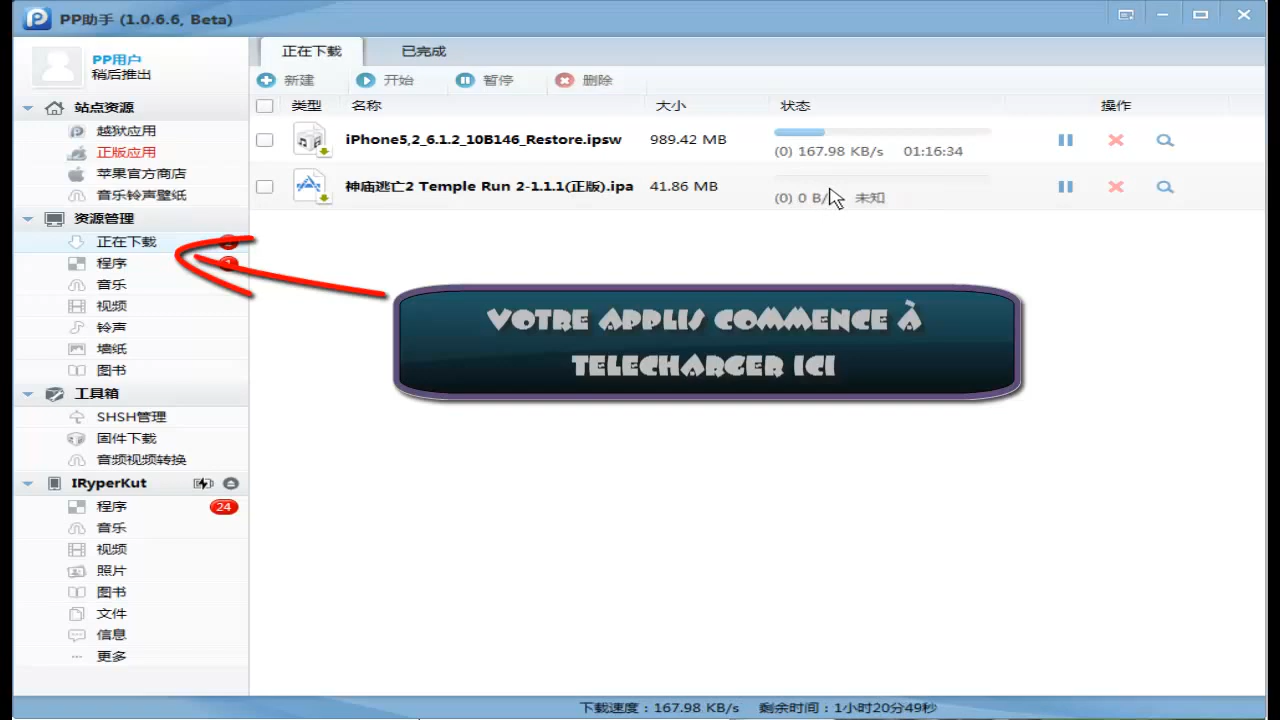 PP助手 (1.0.6.6, Beta)
PP用户
稍后推出
站点资源
越狱应用
正版应用
苹果官方商店
音乐铃声壁纸
资源管理
正在下载
程序
音乐
视频
铃声
墙纸
图书
工具箱
SHSH管理
固件下载
音频视频转换
IRyperKut
程序 24
音乐
视频
照片
图书
文件
信息
更多
正在下载 已完成
新建 开始 暂停 删除
类型 名称 大小 状态 操作
iPhone5,2_6.1.2_10B146_Restore.ipsw 989.42 MB
(0) 167.98 KB/s 01:16:34
神庙逃亡2 Temple Run 2-1.1.1(正版).ipa 41.86 MB
(0) 0 B/ 未知
VOTRE APPLIS COMMENCE À
TELECHARGER ICI
下载速度：167.98 KB/s 剩余时间：1小时20分49秒